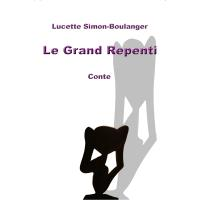 Lucette Simon-Boulanger
Le Grand Repenti
Conte